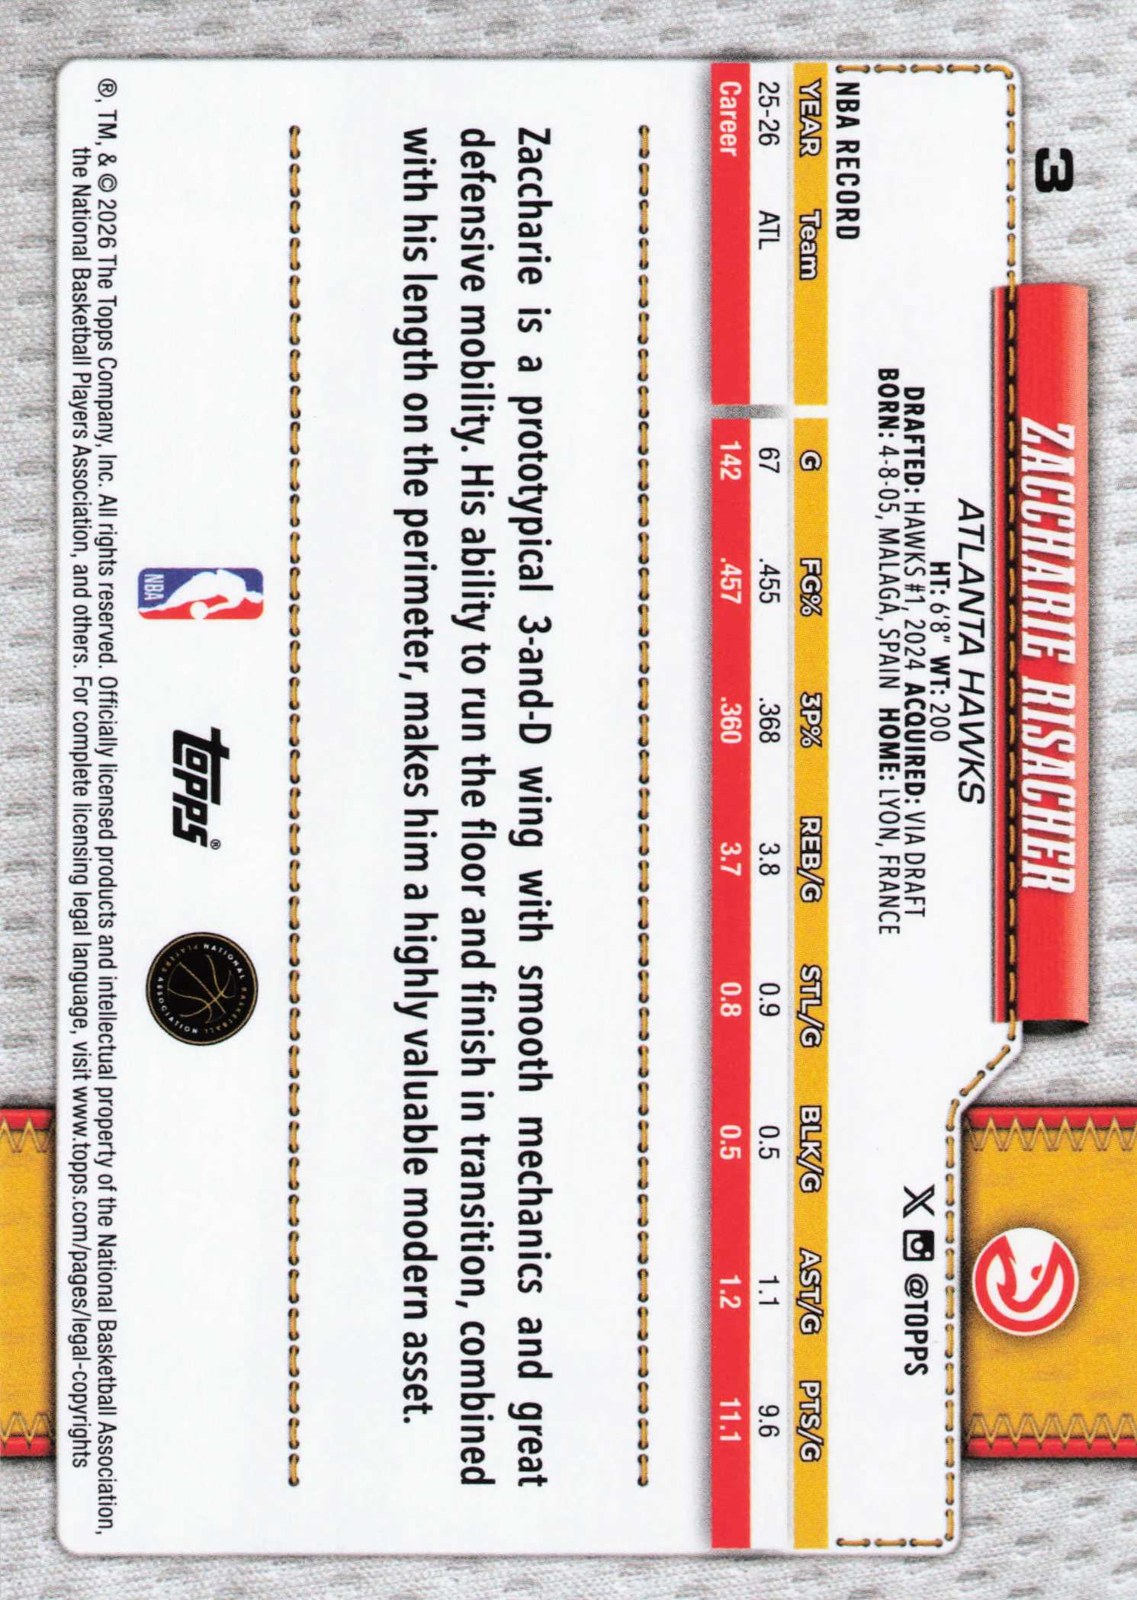 3
ZACCHARIE RISACHER
ATLANTA HAWKS
HT: 6'8" WT: 200
DRAFTED: HAWKS #1, 2024 ACQUIRED: VIA DRAFT
BORN: 4-8-05, MALAGA, SPAIN HOME: LYON, FRANCE
@TOPPS
NBA RECORD
YEAR Team G FG% 3P% REB/G STL/G BLK/G AST/G PTS/G
25-26 ATL 67 .455 .368 3.8 0.9 0.5 1.1 9.6
Career 142 .457 .360 3.7 0.8 0.5 1.2 11.1
Zaccharie is a prototypical 3-and-D wing with smooth mechanics and great
defensive mobility. His ability to run the floor and finish in transition, combined
with his length on the perimeter, makes him a highly valuable modern asset.
NBA
topps®
NATIONAL BASKETBALL PLAYERS ASSOCIATION
®, TM, & © 2026 The Topps Company, Inc. All rights reserved. Officially licensed products and intellectual property of the National Basketball Association,
the National Basketball Players Association, and others. For complete licensing legal language, visit www.topps.com/pages/legal-copyrights